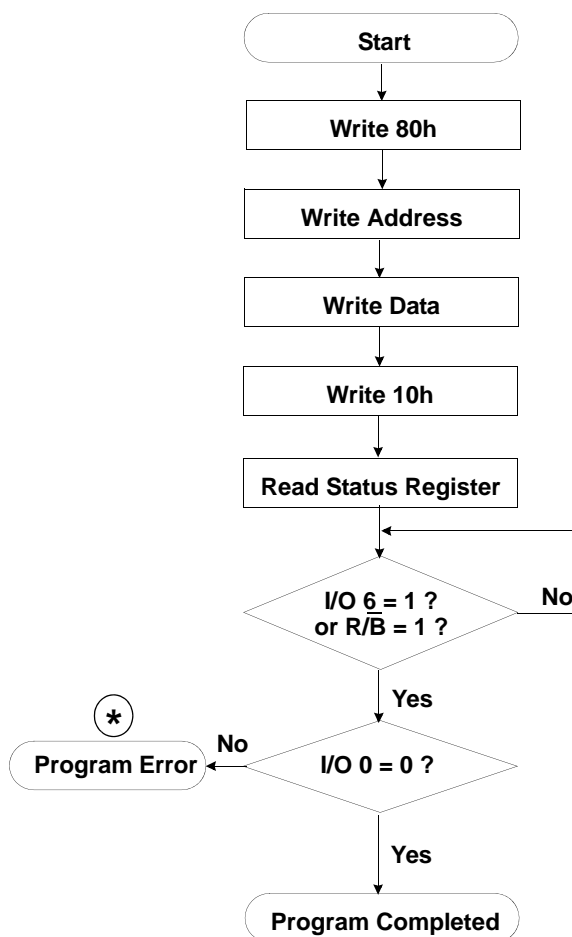 Start
Write 80h
Write Address
Write Data
Write 10h
Read Status Register
I/O 6 = 1 ?
or R/B̅ = 1 ?
No
Yes
*
No
Program Error
I/O 0 = 0 ?
Yes
Program Completed